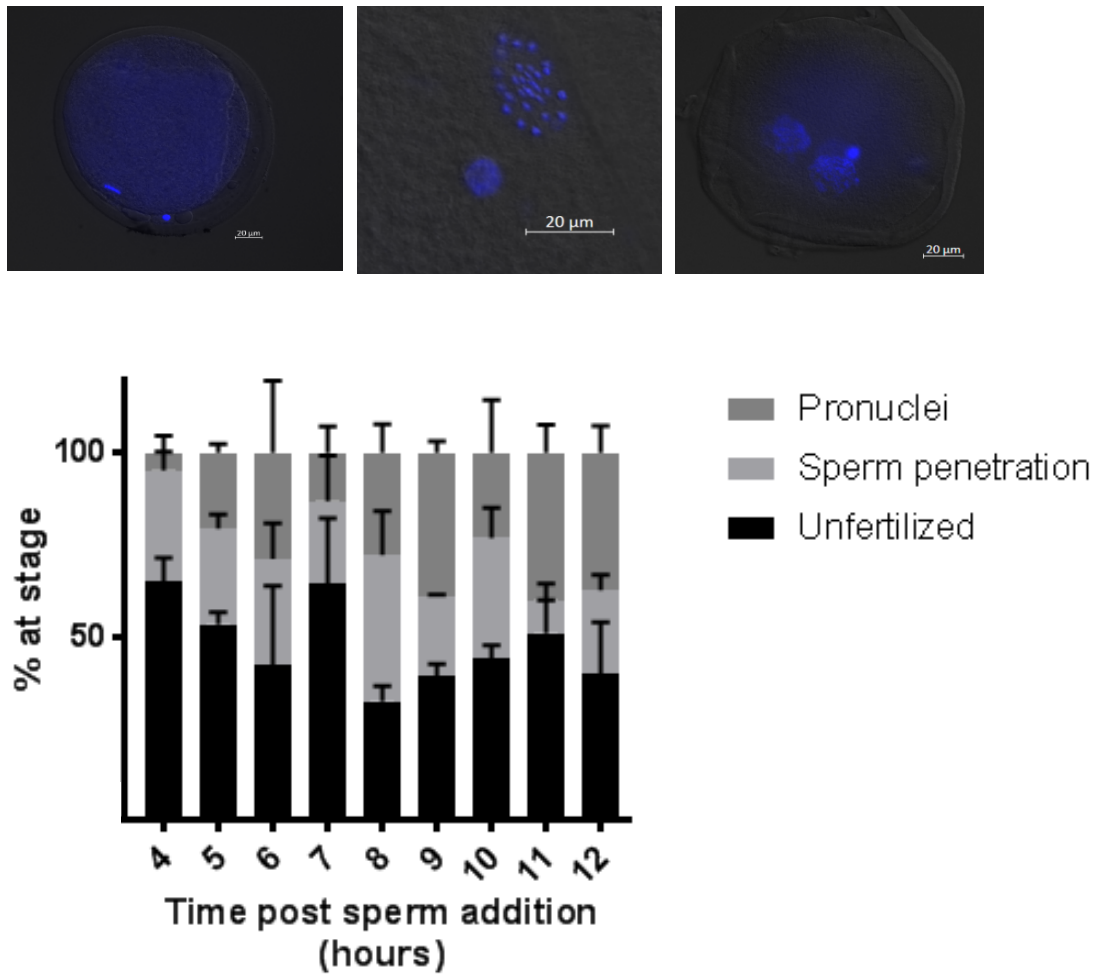 20 µm
20 µm
20 µm
100
50
% at stage
4 5 6 7 8 9 10 11 12
Time post sperm addition
(hours)
Pronuclei
Sperm penetration
Unfertilized